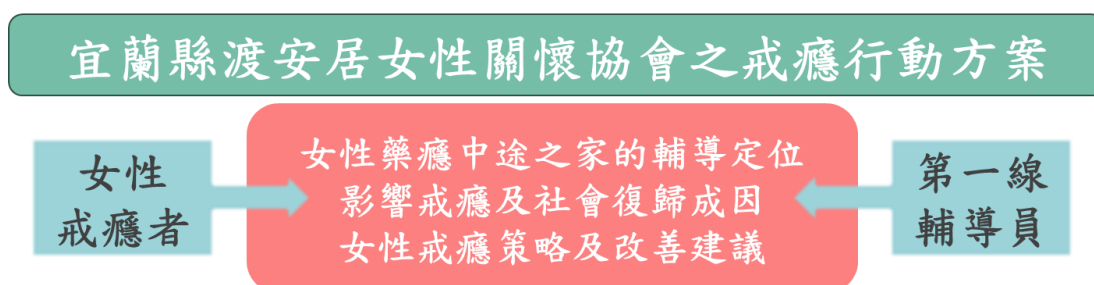 宜蘭縣渡安居女性關懷協會之戒癮行動方案
女性
戒癮者
女性藥癮中途之家的輔導定位
影響戒癮及社會復歸成因
女性戒癮策略及改善建議
第一線
輔導員